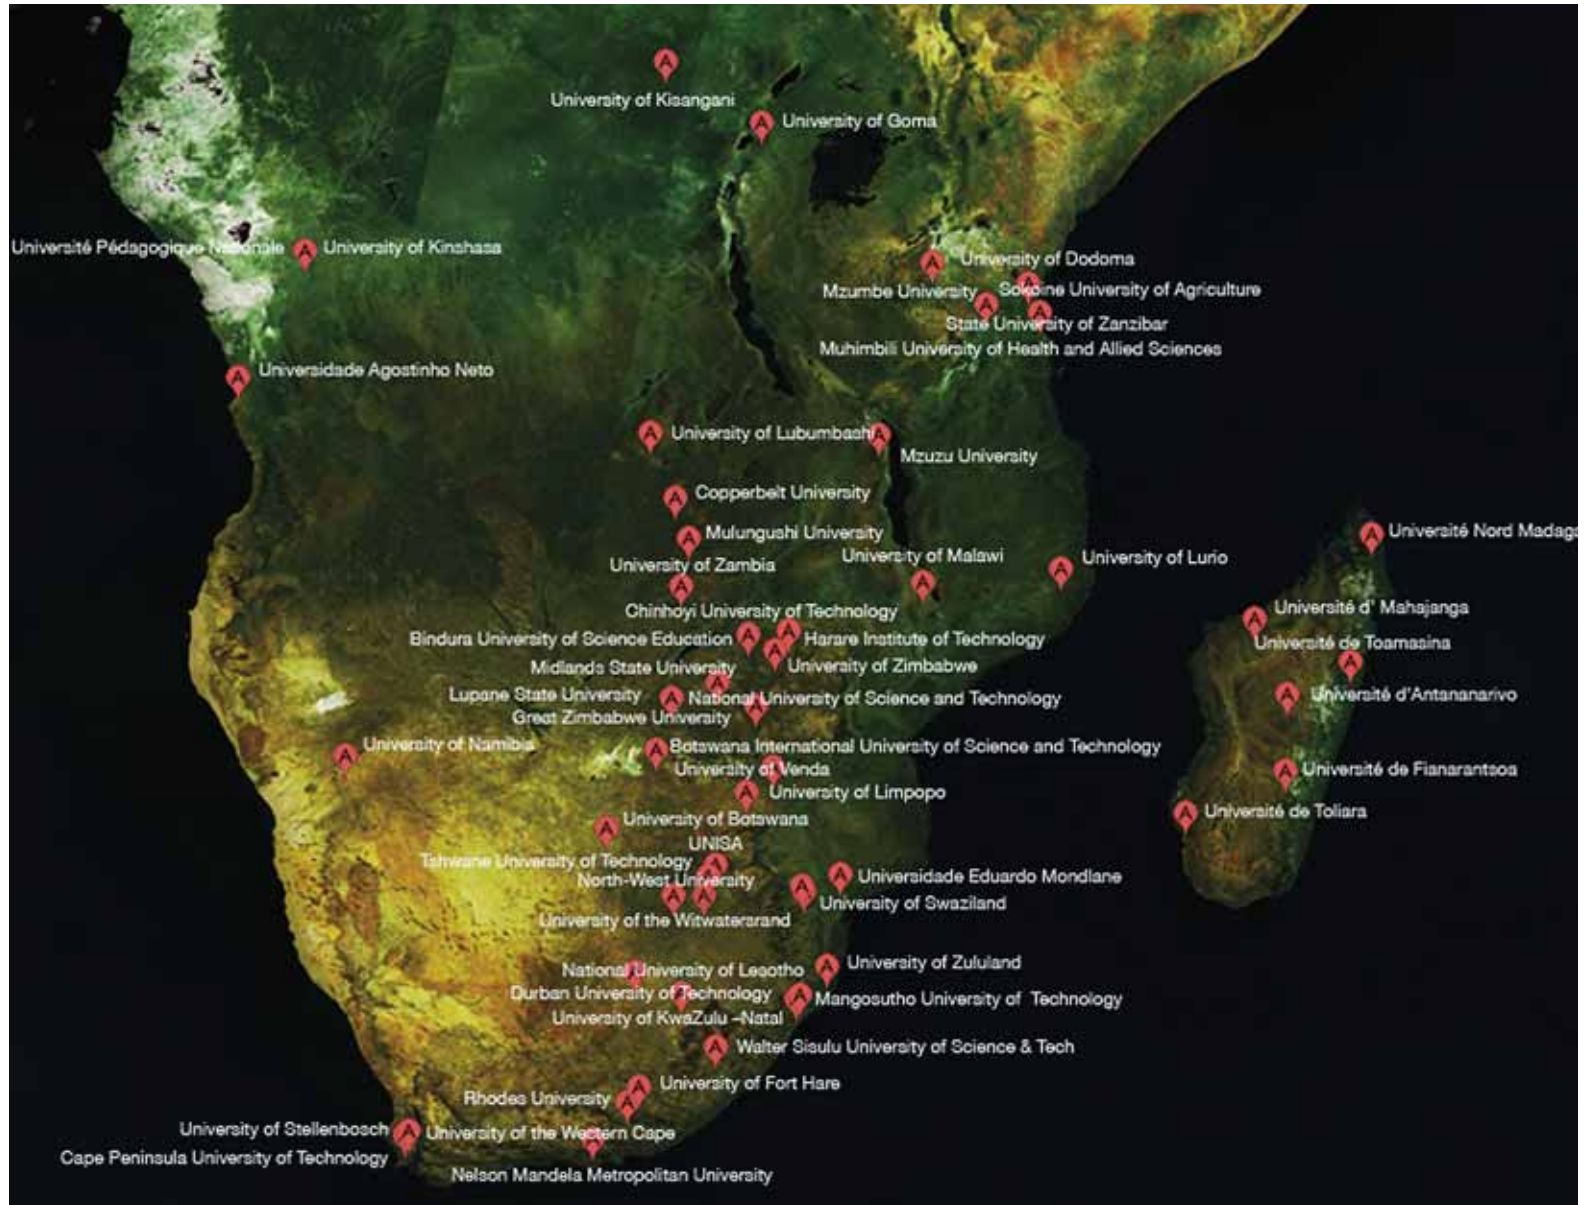 University of Kisangani
University of Goma
Université Pédagogique Nationale
University of Kinshasa
University of Dodoma
Mzumbe University
Sokoine University of Agriculture
State University of Zanzibar
Muhimbili University of Health and Allied Sciences
Universidade Agostinho Neto
University of Lubumbashi
Mzuzu University
Copperbelt University
Mulungushi University
Université Nord Madaga
University of Malawi
University of Lurio
University of Zambia
Chinhoyi University of Technology
Université d' Mahajanga
Bindura University of Science Education
Harare Institute of Technology
Université de Toamasina
Midlands State University
University of Zimbabwe
Lupane State University
National University of Science and Technology
Université d'Antananarivo
Great Zimbabwe University
University of Namibia
Botswana International University of Science and Technology
University of Venda
Université de Fianarantsoa
University of Limpopo
Université de Toliara
University of Botswana
UNISA
Tshwane University of Technology
North-West University
Universidade Eduardo Mondlane
University of Swaziland
University of the Witwatersrand
University of Zululand
National University of Lesotho
Durban University of Technology
Mangosutho University of Technology
University of KwaZulu –Natal
Walter Sisulu University of Science & Tech
University of Fort Hare
Rhodes University
University of Stellenbosch
University of the Western Cape
Cape Peninsula University of Technology
Nelson Mandela Metropolitan University